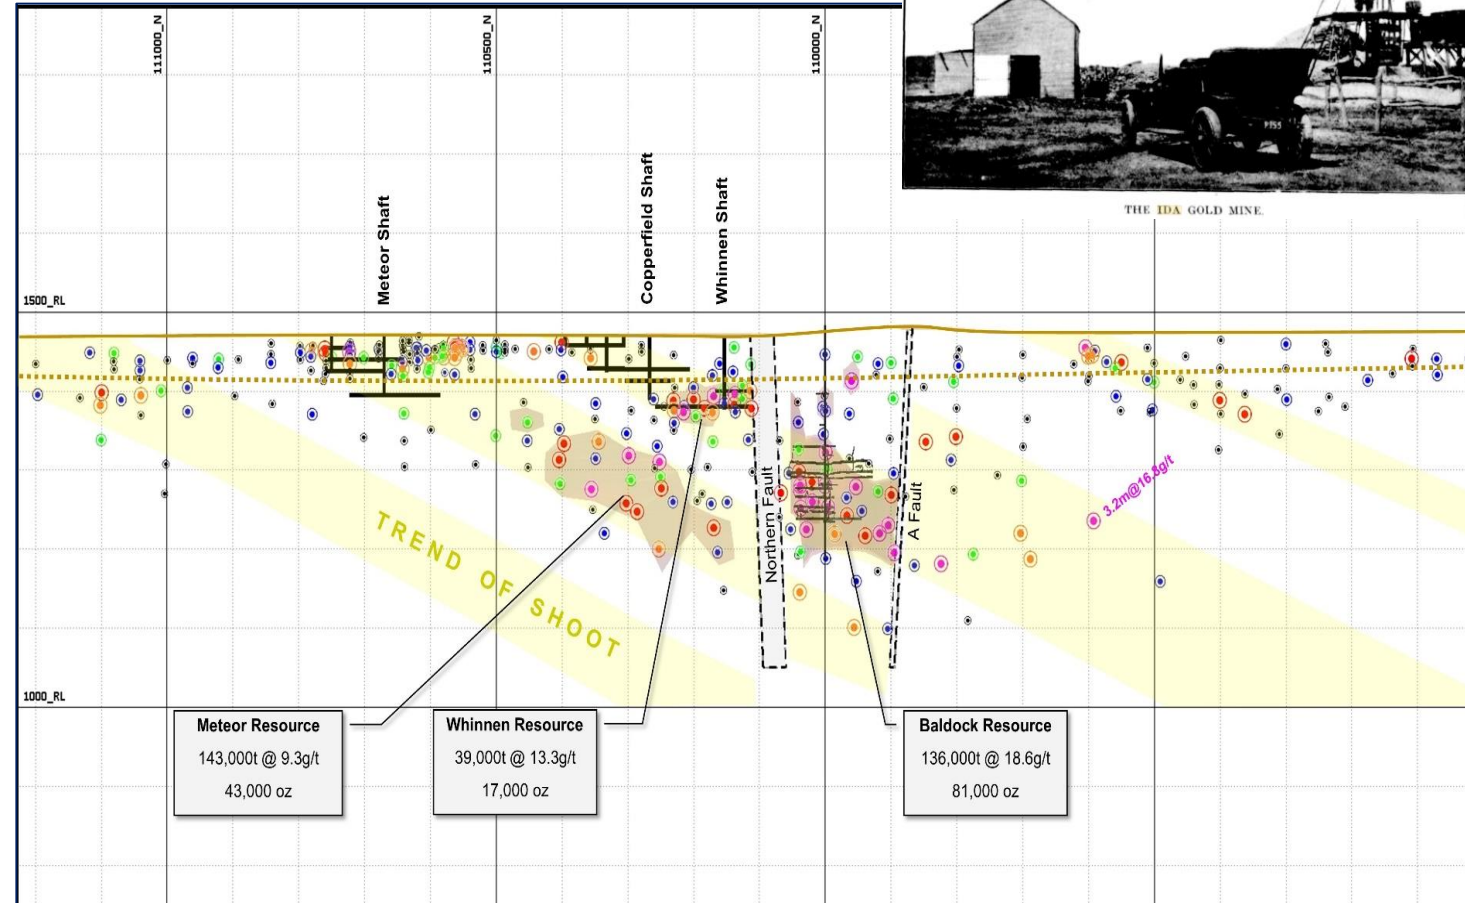 111000_N
110500_N
110000_N
P355
THE IDA GOLD MINE.
Meteor Shaft
Copperfield Shaft
Whinnen Shaft
1500_RL
Northern Fault
A Fault
3.2m@16.8g/t
TREND OF SHOOT
1000_RL
Meteor Resource
143,000t @ 9.3g/t
43,000 oz
Whinnen Resource
39,000t @ 13.3g/t
17,000 oz
Baldock Resource
136,000t @ 18.6g/t
81,000 oz